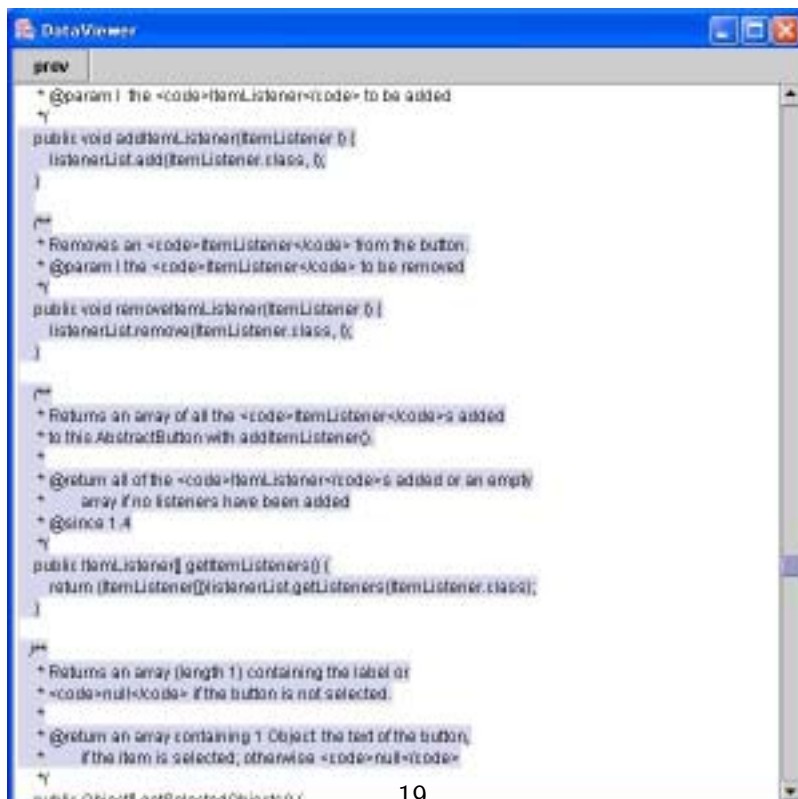 DataViewer
prev
* @param l the <code>ItemListener</code> to be added
*/
public void addItemListener(ItemListener l) {
listenerList.add(ItemListener.class, l);
}
/**
* Removes an <code>ItemListener</code> from the button.
* @param l the <code>ItemListener</code> to be removed
*/
public void removeItemListener(ItemListener l) {
listenerList.remove(ItemListener.class, l);
}
/**
* Returns an array of all the <code>ItemListener</code>s added
* to this AbstractButton with addItemListener().
*
* @return all of the <code>ItemListener</code>s added or an empty
* array if no listeners have been added
* @since 1.4
*/
public ItemListener[] getItemListeners() {
return (ItemListener[])listenerList.getListeners(ItemListener.class);
}
/**
* Returns an array (length 1) containing the label or
* <code>null</code> if the button is not selected.
*
* @return an array containing 1 Object: the text of the button,
* if the item is selected; otherwise <code>null</code>
*/
public Object[] getSelectedObjects() {
19